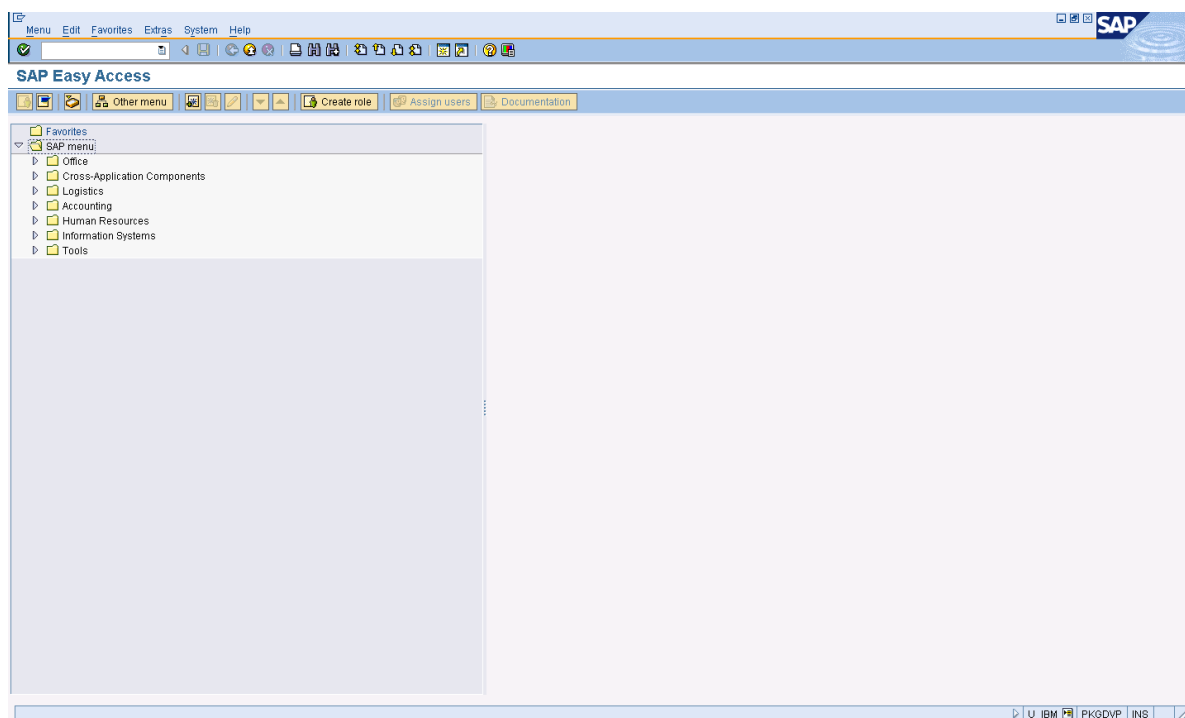 Menu Edit Favorites Extras System Help
SAP
SAP Easy Access
Other menu Create role Assign users Documentation
Favorites
SAP menu
Office
Cross-Application Components
Logistics
Accounting
Human Resources
Information Systems
Tools
U IBM PKGDVP INS